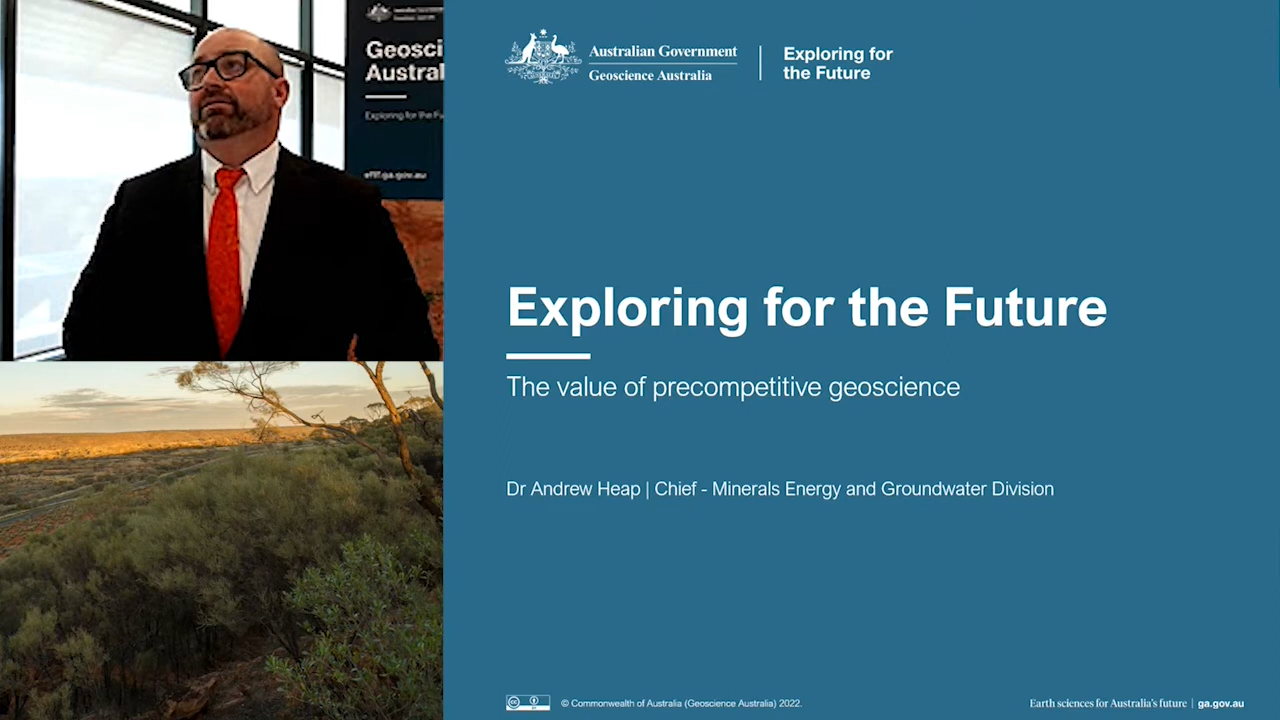 Geosci
Austral
Exploring for the Fu
eftf.ga.gov.au
Australian Government
Geoscience Australia
Exploring for
the Future
Exploring for the Future
The value of precompetitive geoscience
Dr Andrew Heap | Chief - Minerals Energy and Groundwater Division
© Commonwealth of Australia (Geoscience Australia) 2022.
Earth sciences for Australia's future | ga.gov.au